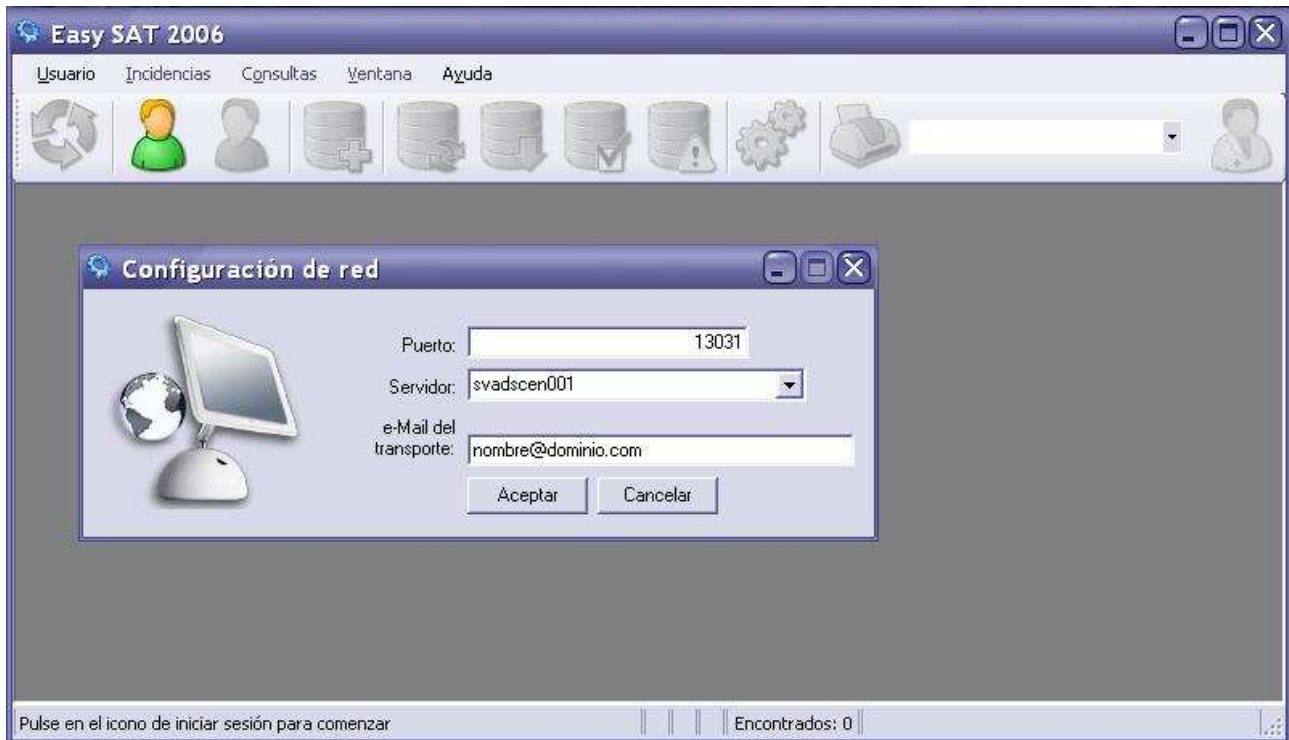 Easy SAT 2006
Usuario Incidencias Consultas Ventana Ayuda
Configuración de red
Puerto: 13031
Servidor: svadscen001
e-Mail del
transporte: nombre@dominio.com
Aceptar Cancelar
Pulse en el icono de iniciar sesión para comenzar Encontrados: 0